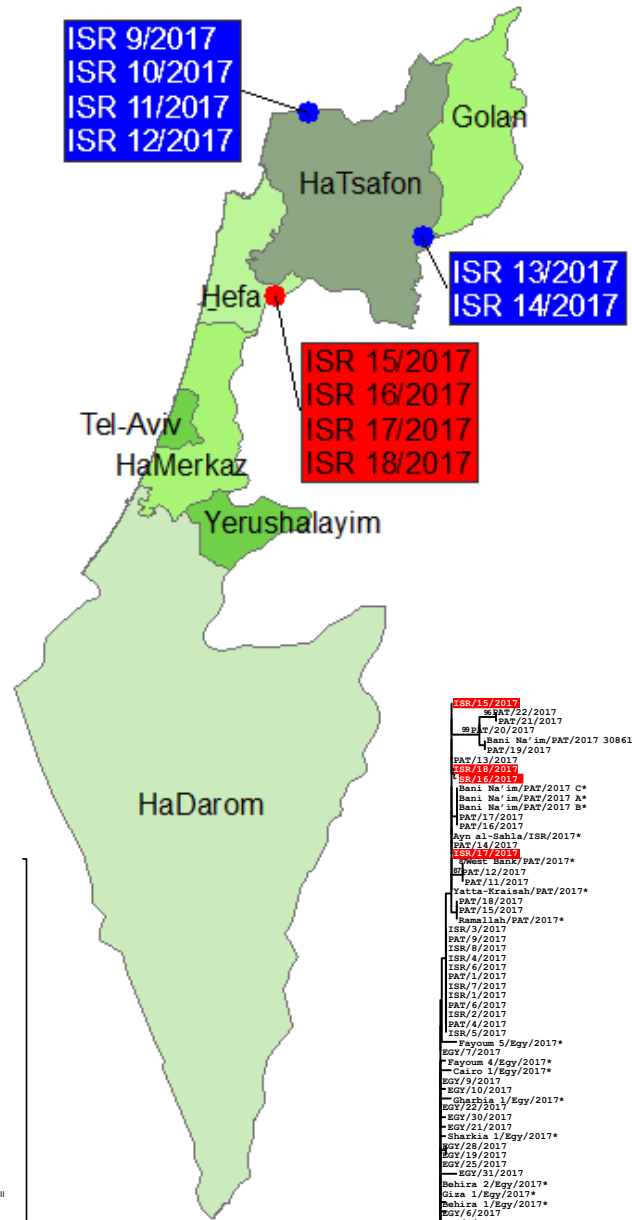 ISR 9/2017
ISR 10/2017
ISR 11/2017
ISR 12/2017
Golan
HaTsafon
ISR 13/2017
ISR 14/2017
Hefa
ISR 15/2017
ISR 16/2017
ISR 17/2017
ISR 18/2017
Tel-Aviv
HaMerkaz
Yerushalayim
HaDarom
ISR/15/2017
96 PAT/22/2017
PAT/21/2017
99 PAT/20/2017
Bani Na'im/PAT/2017 30861
PAT/19/2017
PAT/13/2017
ISR/18/2017
SR/16/2017
Bani Na'im/PAT/2017 C*
Bani Na'im/PAT/2017 A*
Bani Na'im/PAT/2017 B*
PAT/17/2017
PAT/16/2017
Ayn al-Sahla/ISR/2017*
PAT/14/2017
ISR/17/2017
West Bank/PAT/2017*
87 PAT/12/2017
PAT/11/2017
Yatta-Kraisah/PAT/2017*
PAT/18/2017
PAT/15/2017
Ramallah/PAT/2017*
ISR/3/2017
PAT/9/2017
ISR/8/2017
ISR/4/2017
ISR/6/2017
PAT/1/2017
ISR/7/2017
ISR/1/2017
PAT/6/2017
ISR/2/2017
PAT/4/2017
ISR/5/2017
Fayoum 5/Egy/2017*
EGY/7/2017
Fayoum 4/Egy/2017*
Cairo 1/Egy/2017*
EGY/9/2017
EGY/10/2017
Gharbia 1/Egy/2017*
EGY/22/2017
EGY/30/2017
EGY/21/2017
Sharkia 1/Egy/2017*
EGY/28/2017
EGY/19/2017
EGY/25/2017
EGY/31/2017
Behira 2/Egy/2017*
Giza 1/Egy/2017*
Behira 1/Egy/2017*
EGY/6/2017